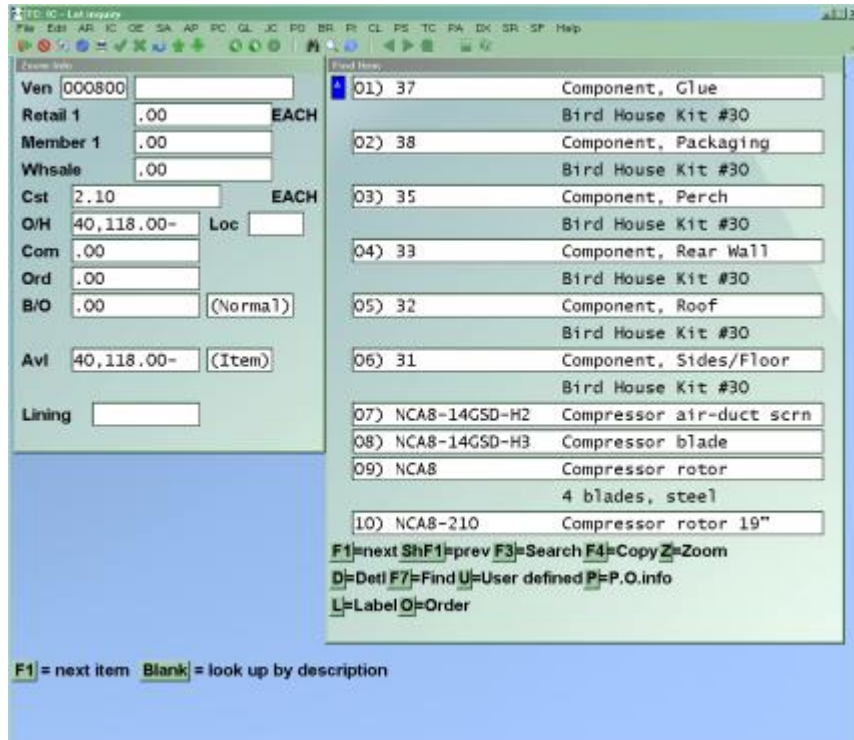 IC - Lot inquiry
File Edit AR IC OE SA AP PC GL JC PO BR PI CL PS TC PA DX SR SF Help
Zoom Info
Ven 000800
Retail 1 .00 EACH
Member 1 .00
Whsale .00
Cst 2.10 EACH
O/H 40,118.00- Loc
Com .00
Ord .00
B/O .00 (Normal)
Avl 40,118.00- (Item)
Lining
Find Item
01) 37 Component, Glue
Bird House Kit #30
02) 38 Component, Packaging
Bird House Kit #30
03) 35 Component, Perch
Bird House Kit #30
04) 33 Component, Rear Wall
Bird House Kit #30
05) 32 Component, Roof
Bird House Kit #30
06) 31 Component, Sides/Floor
Bird House Kit #30
07) NCA8-14GSD-H2 Compressor air-duct scrn
08) NCA8-14GSD-H3 Compressor blade
09) NCA8 Compressor rotor
4 blades, steel
10) NCA8-210 Compressor rotor 19"
F1=next ShF1=prev F3=Search F4=Copy Z=Zoom
D=Detl F7=Find U=User defined P=P.O.info
L=Label O=Order
F1 = next item Blank = look up by description